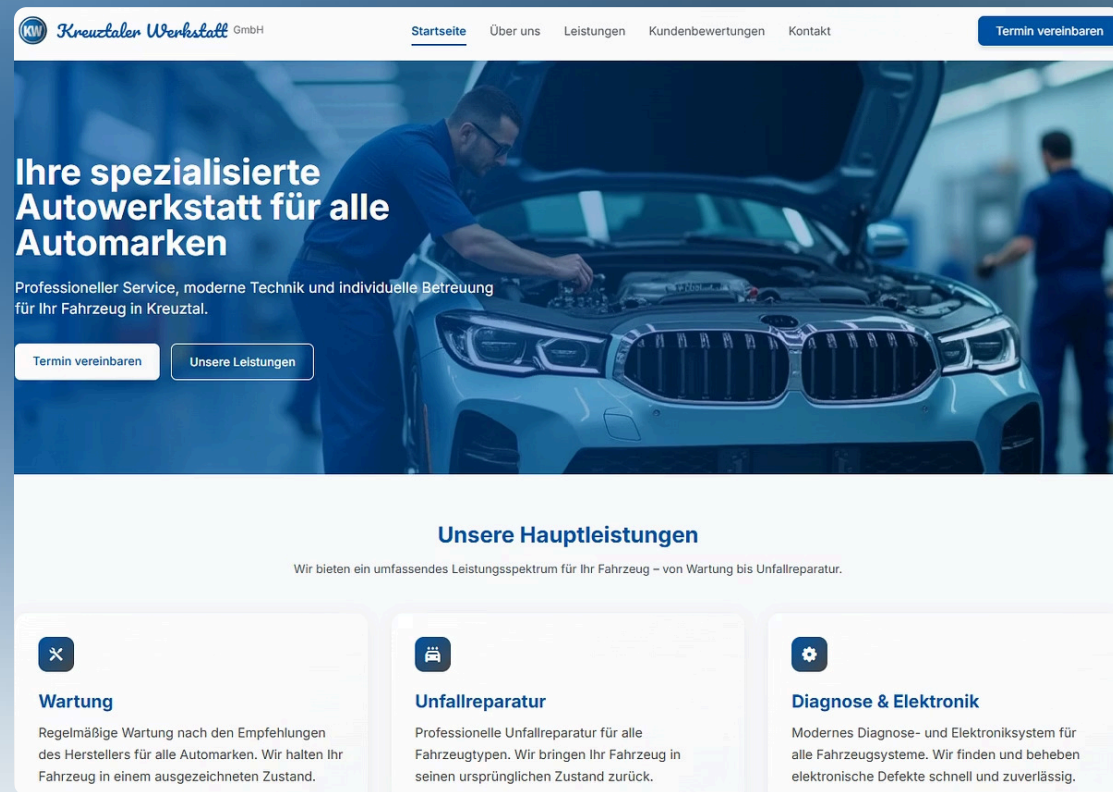 KW Kreuztaler Werkstatt GmbH
Startseite Über uns Leistungen Kundenbewertungen Kontakt
Termin vereinbaren
Ihre spezialisierte
Autowerkstatt für alle
Automarken
Professioneller Service, moderne Technik und individuelle Betreuung
für Ihr Fahrzeug in Kreuztal.
Termin vereinbaren
Unsere Leistungen
Unsere Hauptleistungen
Wir bieten ein umfassendes Leistungsspektrum für Ihr Fahrzeug – von Wartung bis Unfallreparatur.
Wartung
Regelmäßige Wartung nach den Empfehlungen
des Herstellers für alle Automarken. Wir halten Ihr
Fahrzeug in einem ausgezeichneten Zustand.
Unfallreparatur
Professionelle Unfallreparatur für alle
Fahrzeugtypen. Wir bringen Ihr Fahrzeug in
seinen ursprünglichen Zustand zurück.
Diagnose & Elektronik
Modernes Diagnose- und Elektroniksystem für
alle Fahrzeugsysteme. Wir finden und beheben
elektronische Defekte schnell und zuverlässig.